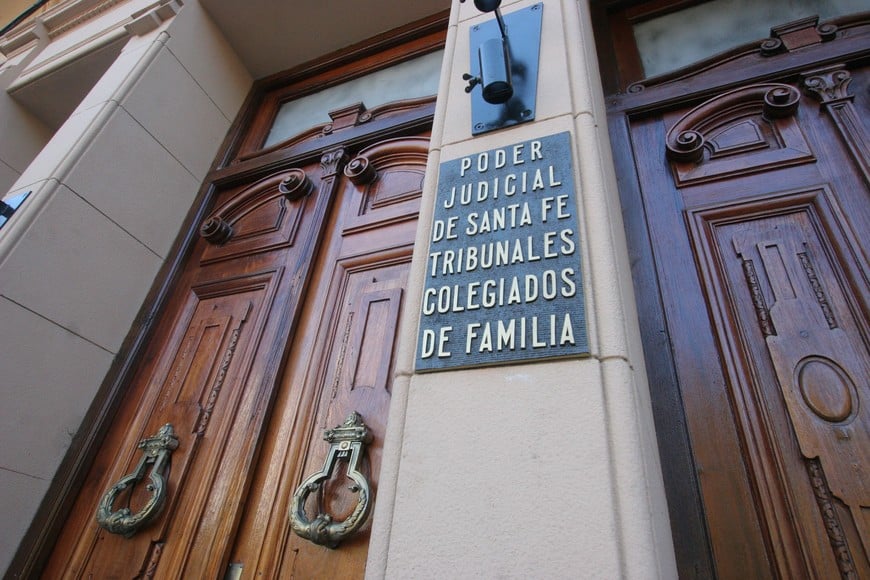 PODER
JUDICIAL
DE SANTA FE
TRIBUNALES
COLEGIADOS
DE FAMILIA